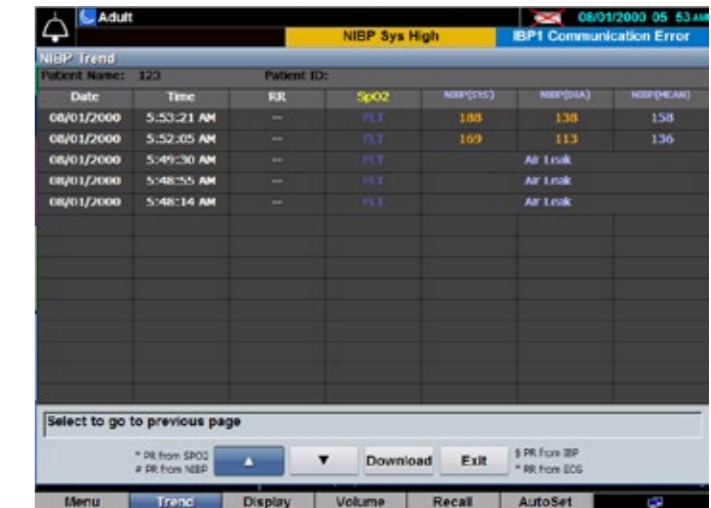 Adult 08/01/2000 05 53 AM
NIBP Sys High IBP1 Communication Error
NIBP Trend
Patient Name: 123 Patient ID:
Date Time RR SpO2 NIBP(SYS) NIBP(DIA) NIBP(MEAN)
08/01/2000 5:53:21 AM -- FLT 188 138 158
08/01/2000 5:52:05 AM -- FLT 169 113 136
08/01/2000 5:49:30 AM -- FLT Air Leak
08/01/2000 5:48:55 AM -- FLT Air Leak
08/01/2000 5:48:14 AM -- FLT Air Leak
Select to go to previous page
* PR from SPO2 $ PR from IBP
# PR from NIBP * RR from ECG
Download Exit
Menu Trend Display Volume Recall AutoSet